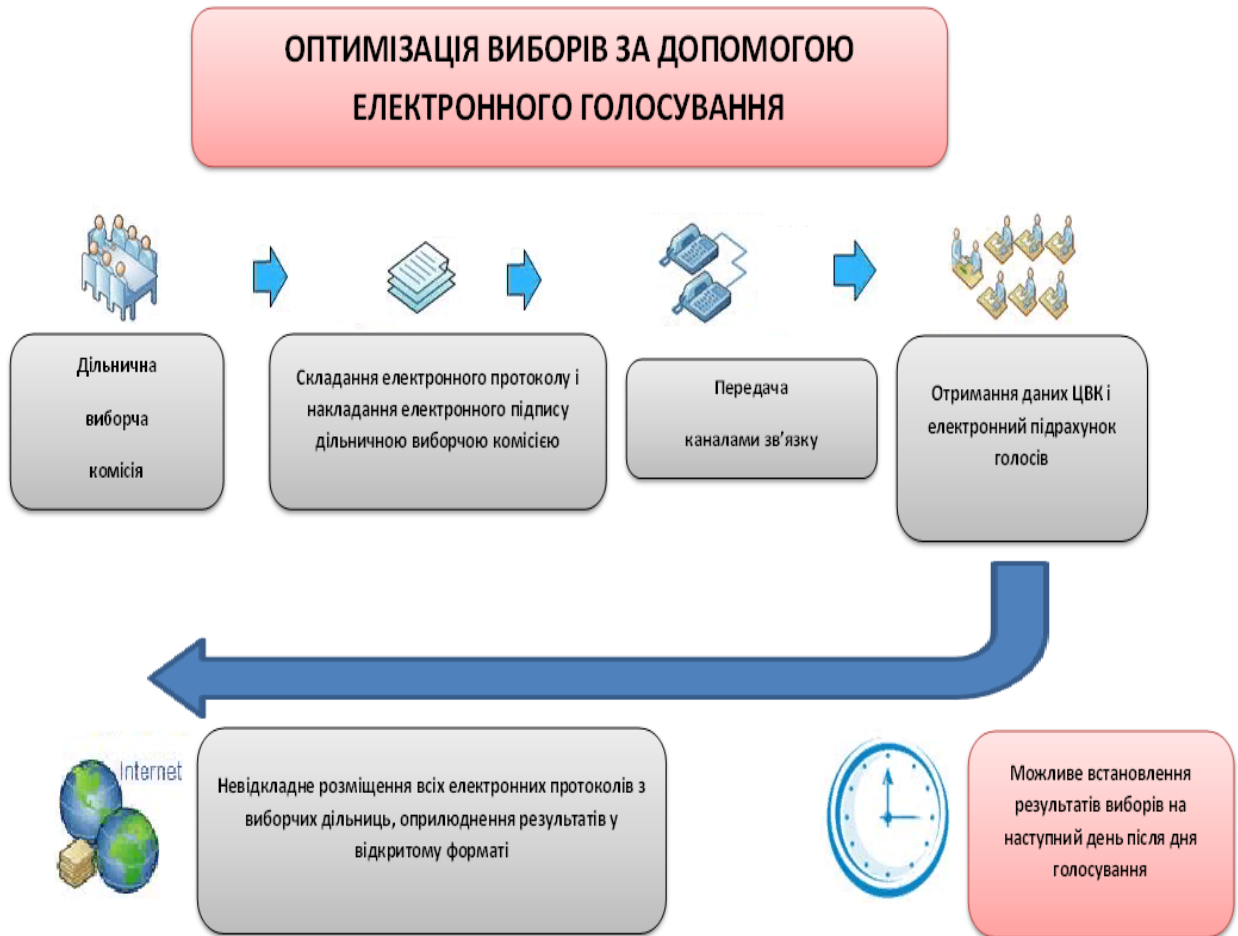 ОПТИМІЗАЦІЯ ВИБОРІВ ЗА ДОПОМОГОЮ
ЕЛЕКТРОННОГО ГОЛОСУВАННЯ
Дільнична
виборча
комісія
Складання електронного протоколу і
накладання електронного підпису
дільничною виборчою комісією
Передача
каналами зв’язку
Отримання даних ЦВК і
електронний підрахунок
голосів
Internet
Невідкладне розміщення всіх електронних протоколів з
виборчих дільниць, оприлюднення результатів у
відкритому форматі
Можливе встановлення
результатів виборів на
наступний день після дня
голосування